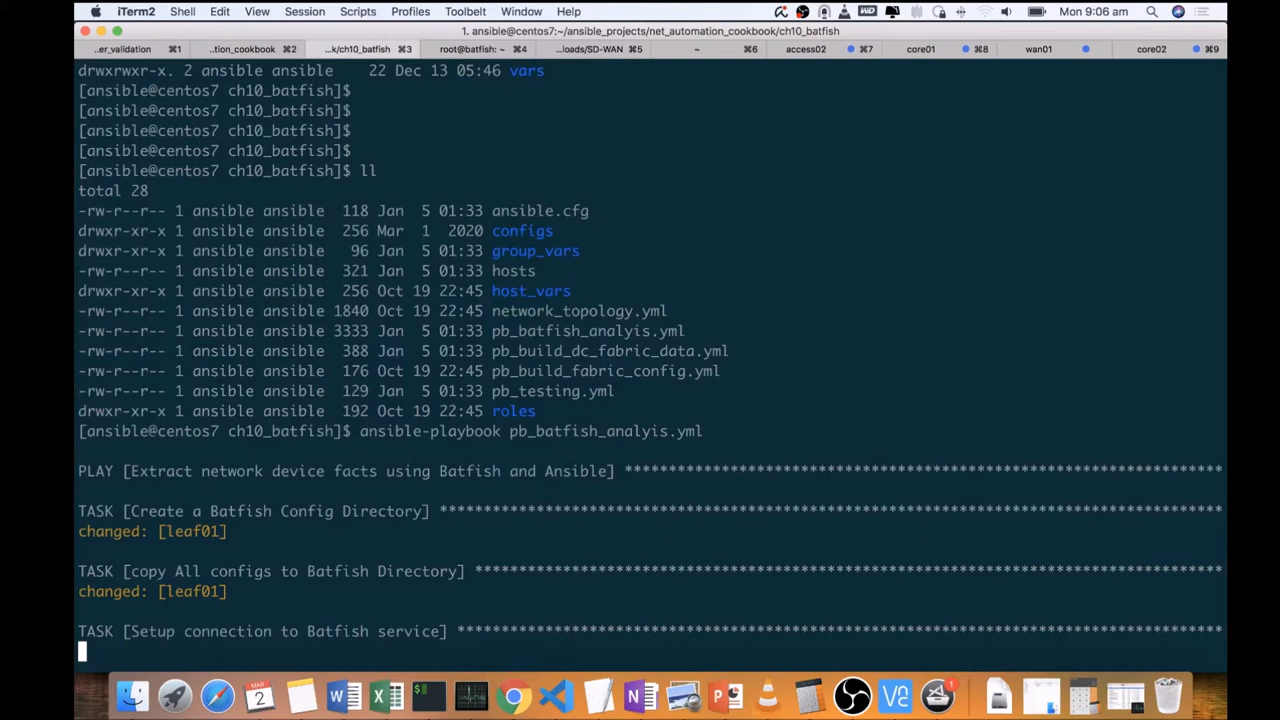 iTerm2 Shell Edit View Session Scripts Profiles Toolbelt Window Help WD Mon 9:06 am
1. ansible@centos7:~/ansible_projects/net_automation_cookbook/ch10_batfish
...er_validation ⌘1 ...tion_cookbook ⌘2 ...k/ch10_batfish ⌘3 root@batfish: ~ ⌘4 ...loads/SD-WAN ⌘5 ~ ⌘6 access02 ⌘7 core01 ⌘8 wan01 core02 ⌘9
drwxrwxr-x. 2 ansible ansible 22 Dec 13 05:46 vars
[ansible@centos7 ch10_batfish]$
[ansible@centos7 ch10_batfish]$
[ansible@centos7 ch10_batfish]$
[ansible@centos7 ch10_batfish]$
[ansible@centos7 ch10_batfish]$ ll
total 28
-rw-r--r-- 1 ansible ansible 118 Jan 5 01:33 ansible.cfg
drwxr-xr-x 1 ansible ansible 256 Mar 1 2020 configs
drwxr-xr-x 1 ansible ansible 96 Jan 5 01:33 group_vars
-rw-r--r-- 1 ansible ansible 321 Jan 5 01:33 hosts
drwxr-xr-x 1 ansible ansible 256 Oct 19 22:45 host_vars
-rw-r--r-- 1 ansible ansible 1840 Oct 19 22:45 network_topology.yml
-rw-r--r-- 1 ansible ansible 3333 Jan 5 01:33 pb_batfish_analyis.yml
-rw-r--r-- 1 ansible ansible 388 Jan 5 01:33 pb_build_dc_fabric_data.yml
-rw-r--r-- 1 ansible ansible 176 Oct 19 22:45 pb_build_fabric_config.yml
-rw-r--r-- 1 ansible ansible 129 Jan 5 01:33 pb_testing.yml
drwxr-xr-x 1 ansible ansible 192 Oct 19 22:45 roles
[ansible@centos7 ch10_batfish]$ ansible-playbook pb_batfish_analyis.yml
PLAY [Extract network device facts using Batfish and Ansible] ********************************************************************
TASK [Create a Batfish Config Directory] *****************************************************************************************
changed: [leaf01]
TASK [copy All configs to Batfish Directory] *************************************************************************************
changed: [leaf01]
TASK [Setup connection to Batfish service] ***************************************************************************************
MAR
2